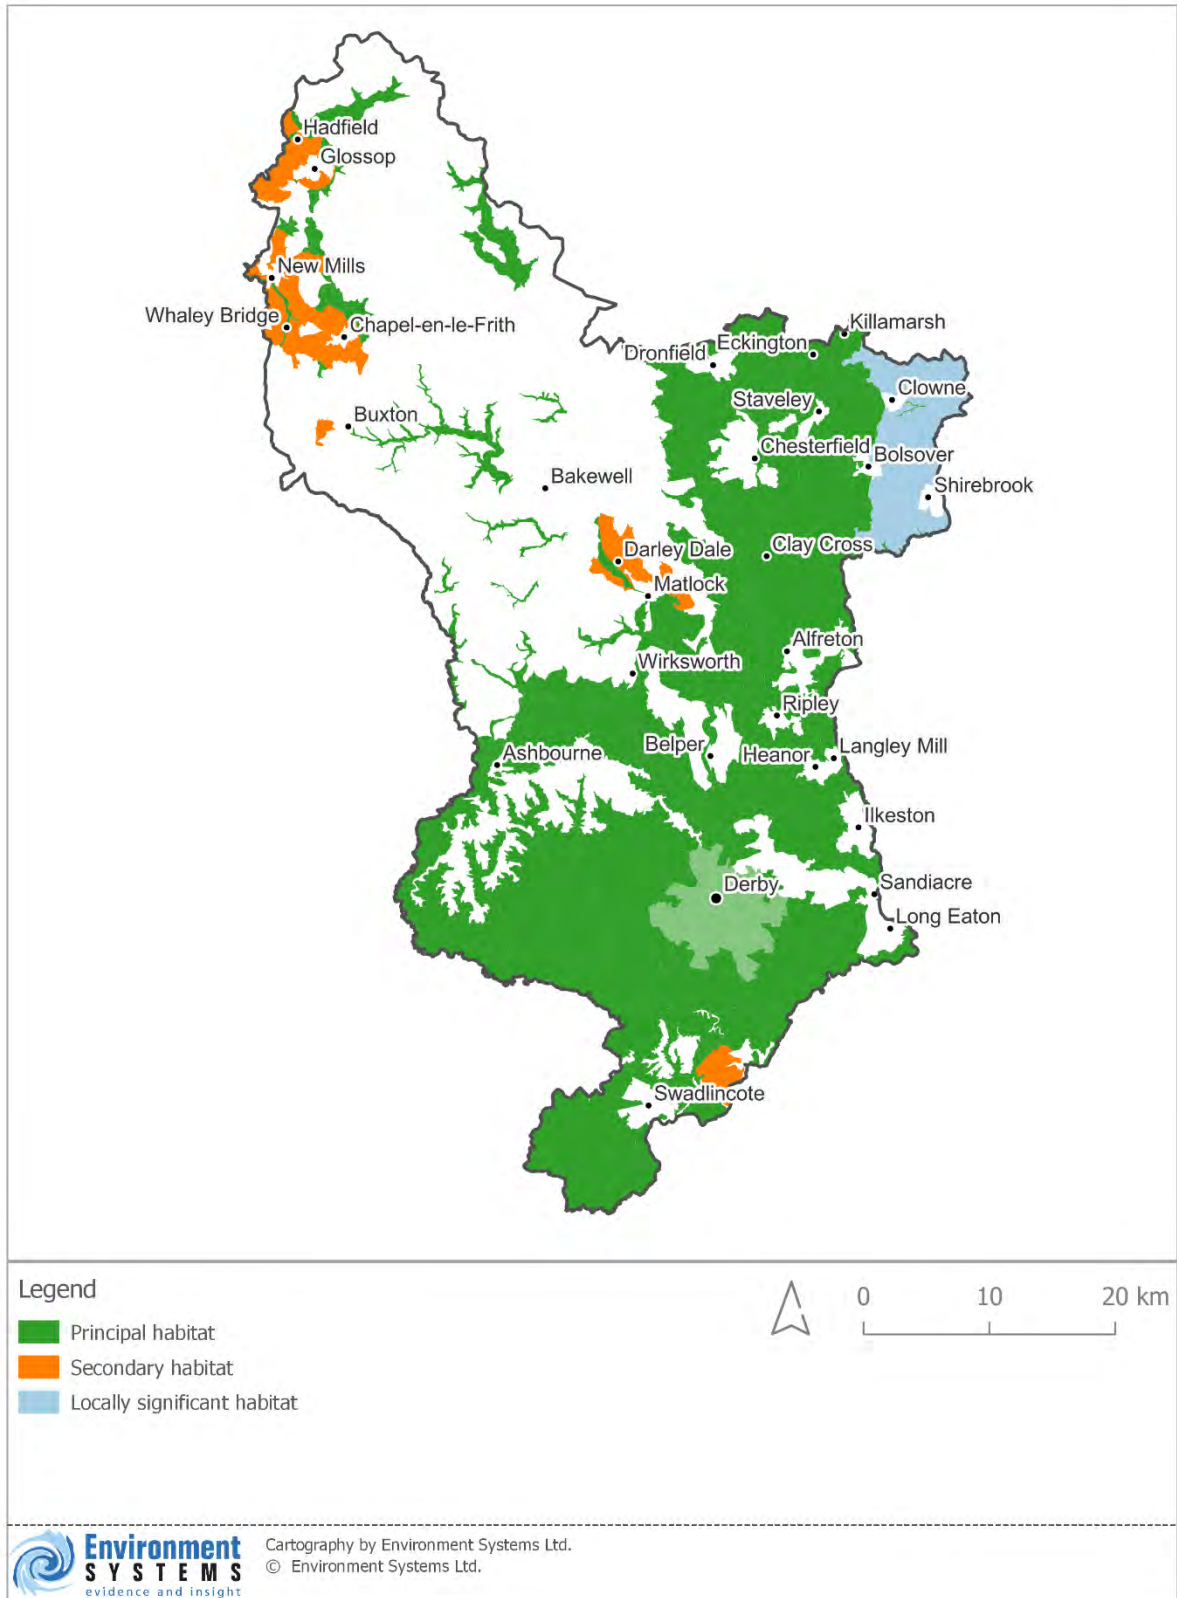 Hadfield
Glossop
New Mills
Whaley Bridge
Chapel-en-le-Frith
Killamarsh
Eckington
Dronfield
Clowne
Staveley
Buxton
Chesterfield
Bolsover
Bakewell
Shirebrook
Clay Cross
Darley Dale
Matlock
Alfreton
Wirksworth
Ripley
Belper
Langley Mill
Ashbourne
Heanor
Ilkeston
Derby
Sandiacre
Long Eaton
Swadlincote
Legend
Principal habitat
Secondary habitat
Locally significant habitat
0 10 20 km
Environment
SYSTEMS
evidence and insight
Cartography by Environment Systems Ltd.
© Environment Systems Ltd.